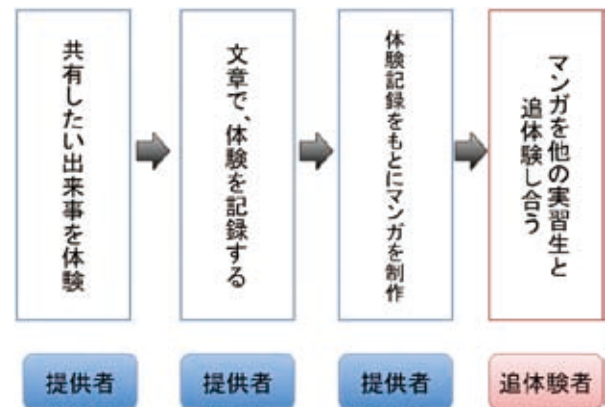 共有したい出来事を体験
文章で、体験を記録する
体験記録をもとにマンガを制作
マンガを他の実習生と
追体験し合う
提供者
提供者
提供者
追体験者